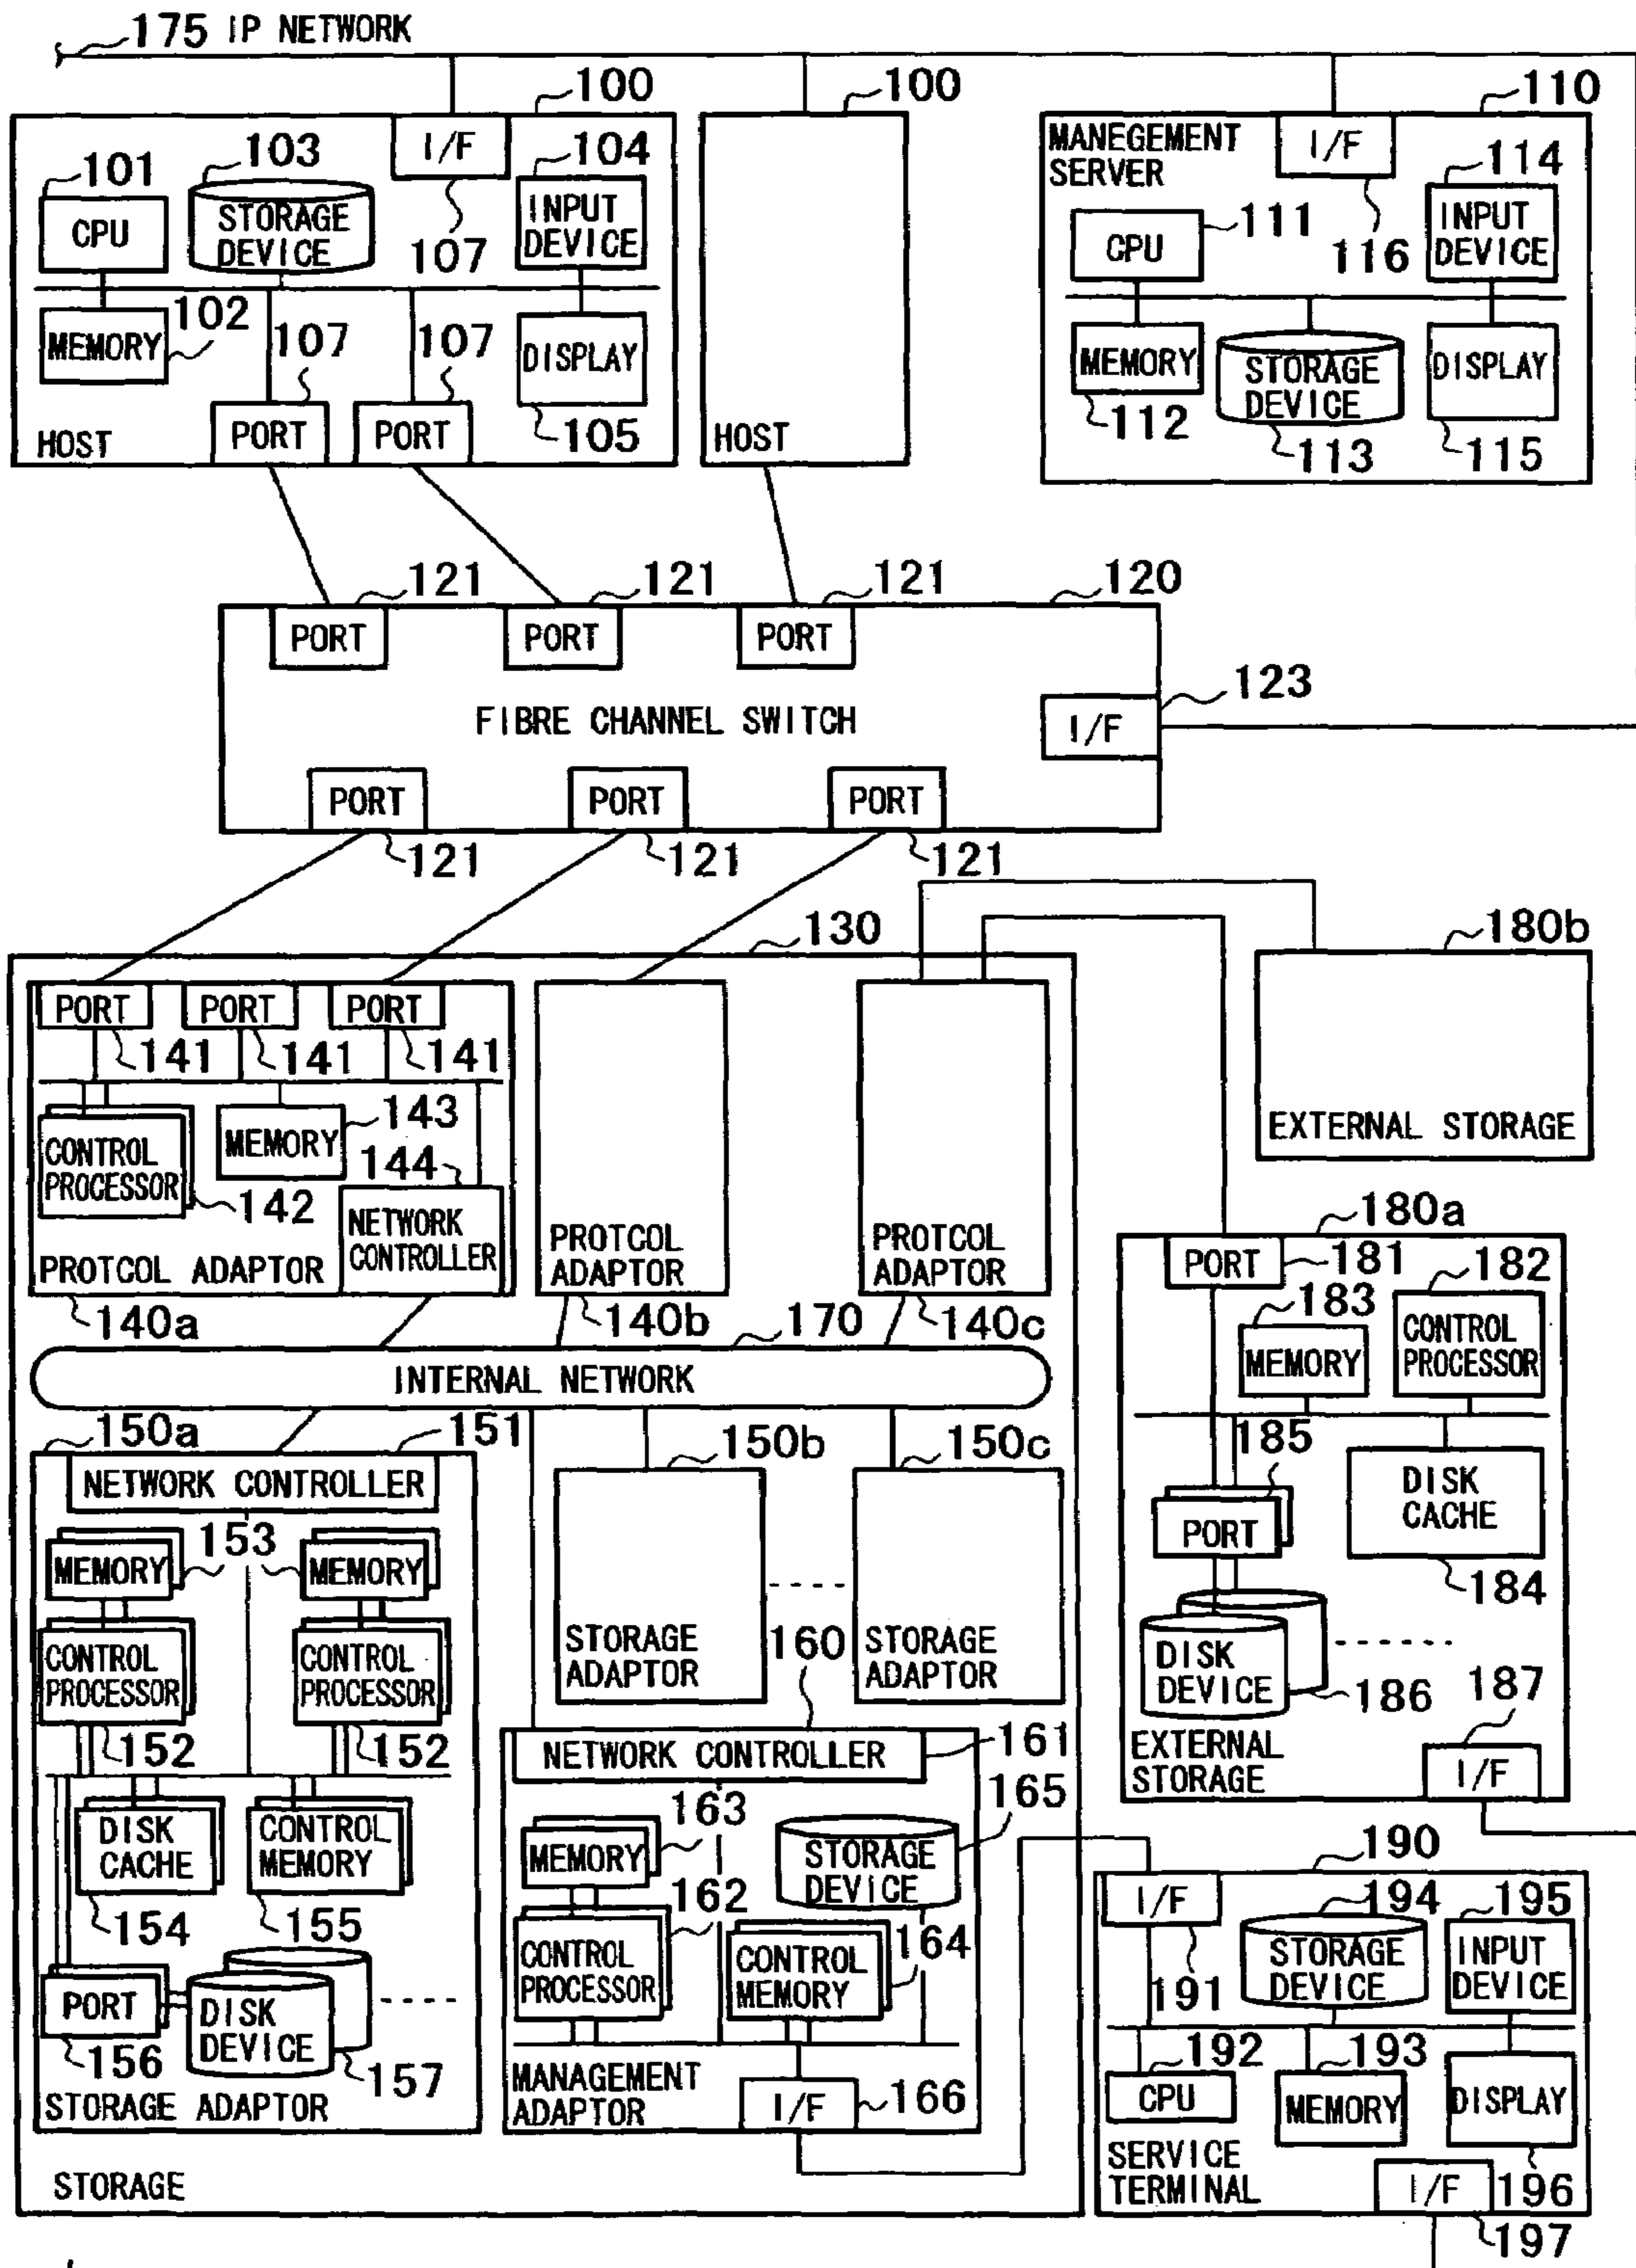 175 IP NETWORK
100
100
110
I/F
107
101
CPU
103
STORAGE
DEVICE
104
INPUT
DEVICE
MEMORY
102
107
107
DISPLAY
105
HOST
PORT
PORT
HOST
MANEGEMENT
SERVER
I/F
116
114
INPUT
DEVICE
111
CPU
MEMORY
112
STORAGE
DEVICE
113
DISPLAY
115
121
121
121
120
PORT
PORT
PORT
FIBRE CHANNEL SWITCH
123
I/F
PORT
PORT
PORT
121
121
121
130
PORT
PORT
PORT
141
141
141
CONTROL
PROCESSOR
142
MEMORY
143
144
NETWORK
CONTROLLER
PROTCOL ADAPTOR
140a
PROTCOL
ADAPTOR
140b
PROTCOL
ADAPTOR
140c
180b
EXTERNAL STORAGE
170
INTERNAL NETWORK
180a
PORT
181
182
183
MEMORY
CONTROL
PROCESSOR
185
PORT
DISK
CACHE
184
DISK
DEVICE
186
187
EXTERNAL
STORAGE
I/F
150a
151
NETWORK CONTROLLER
MEMORY
153
MEMORY
CONTROL
PROCESSOR
CONTROL
PROCESSOR
152
152
DISK
CACHE
CONTROL
MEMORY
154
155
PORT
156
DISK
DEVICE
157
STORAGE ADAPTOR
150b
STORAGE
ADAPTOR
150c
STORAGE
ADAPTOR
160
NETWORK CONTROLLER
161
163
MEMORY
165
STORAGE
DEVICE
162
CONTROL
PROCESSOR
CONTROL
MEMORY
164
MANAGEMENT
ADAPTOR
I/F
166
STORAGE
190
I/F
191
194
STORAGE
DEVICE
195
INPUT
DEVICE
192
CPU
193
MEMORY
DISPLAY
196
SERVICE
TERMINAL
I/F
197